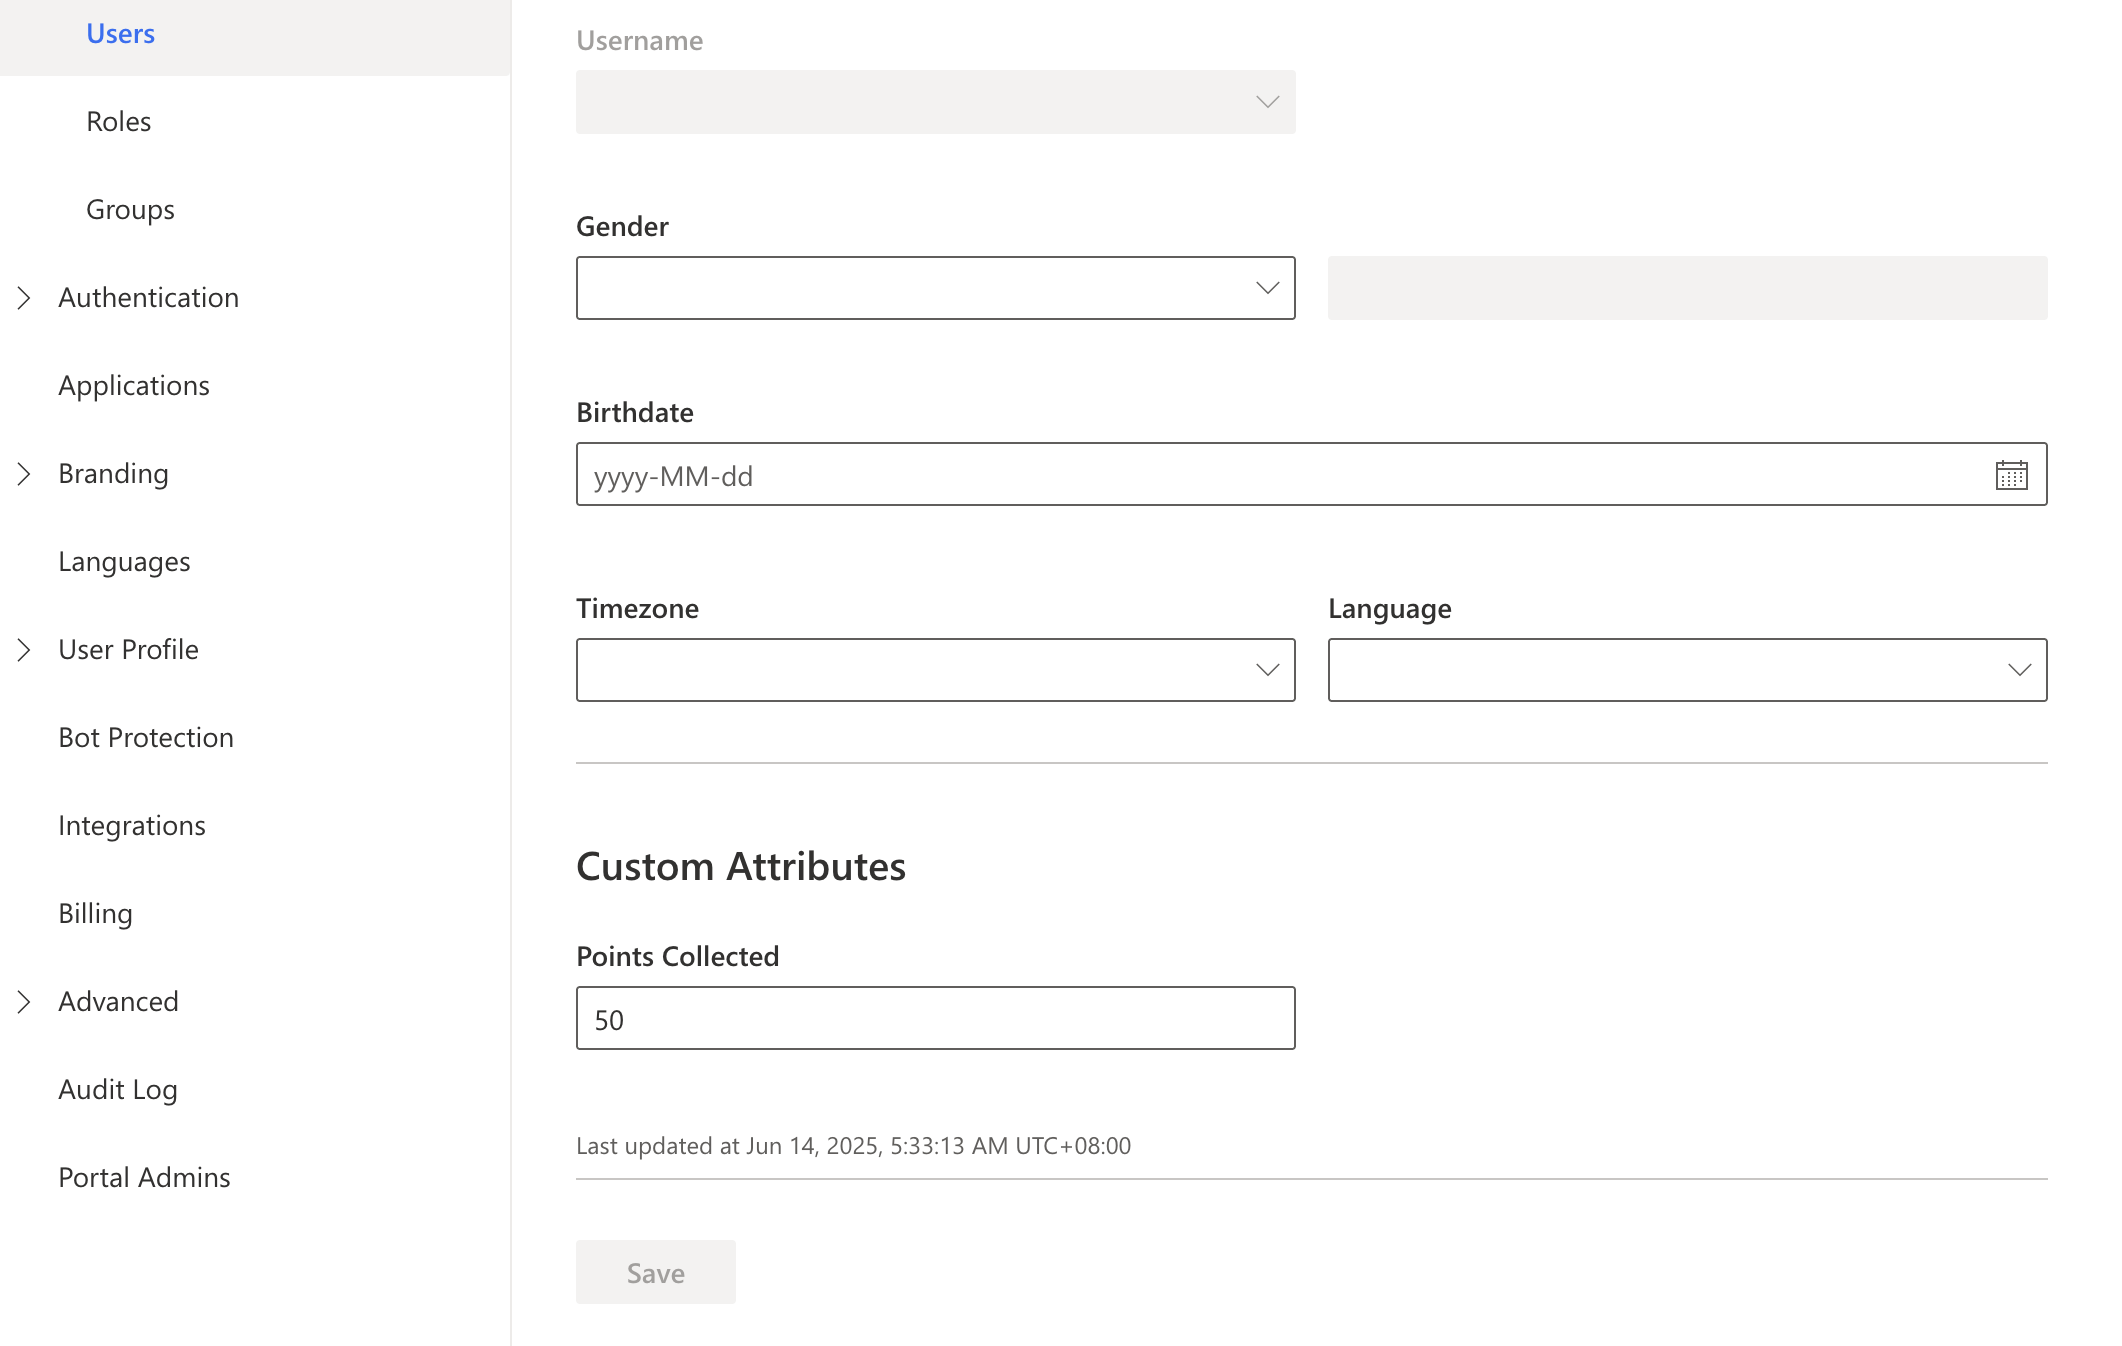 Users
Roles
Groups
Authentication
Applications
Branding
Languages
User Profile
Bot Protection
Integrations
Billing
Advanced
Audit Log
Portal Admins
Username
Gender
Birthdate
yyyy-MM-dd
Timezone Language
Custom Attributes
Points Collected
50
Last updated at Jun 14, 2025, 5:33:13 AM UTC+08:00
Save